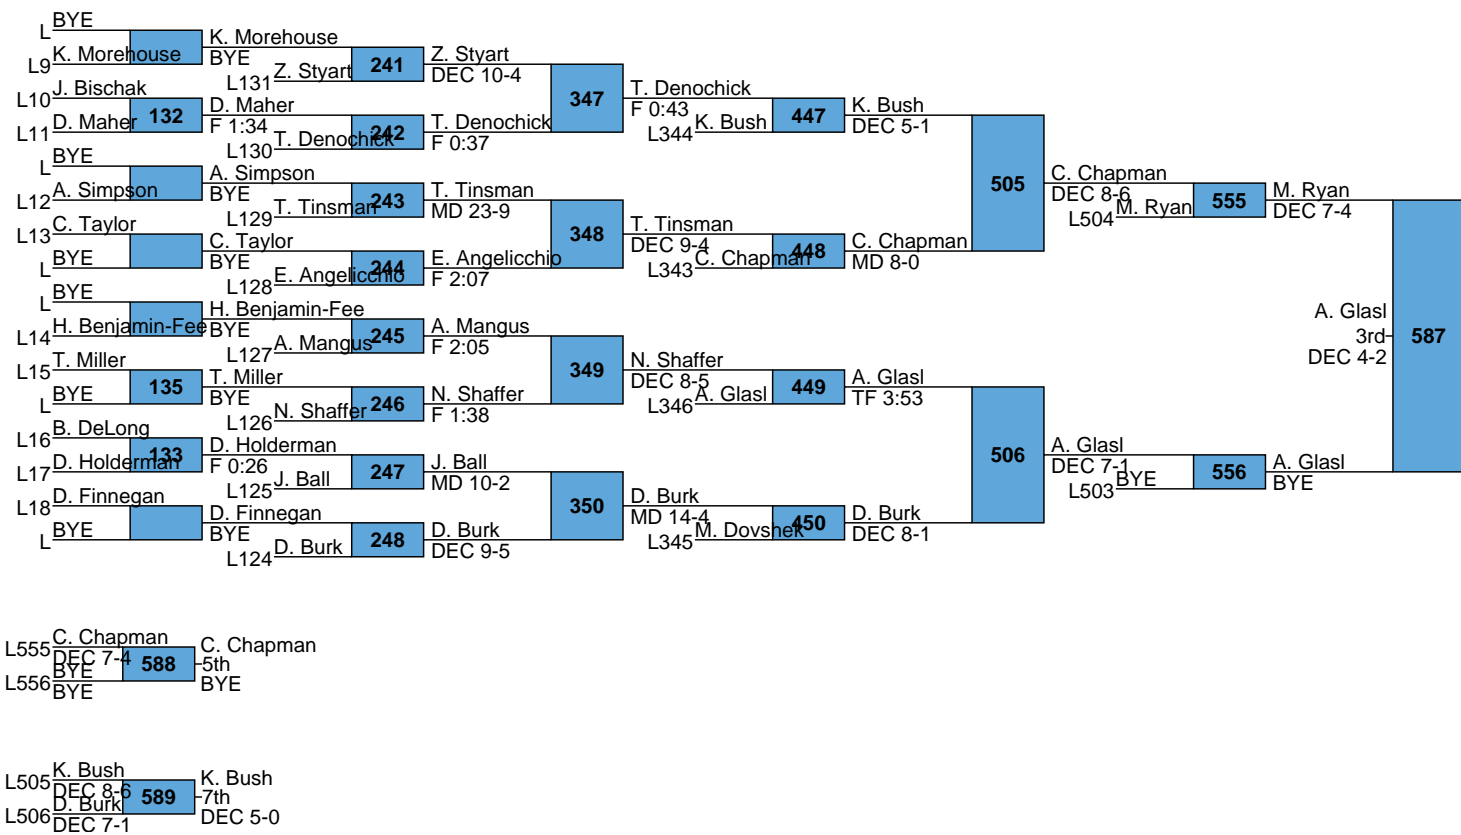 BYE
L
K. Morehouse
L9
K. Morehouse
BYE
J. Bischak
L10
D. Maher
L11
132
D. Maher
F 1:34
BYE
L
A. Simpson
L12
A. Simpson
BYE
C. Taylor
L13
BYE
L
C. Taylor
BYE
BYE
L
H. Benjamin-Fee
L14
H. Benjamin-Fee
BYE
T. Miller
L15
BYE
L
135
T. Miller
BYE
B. DeLong
L16
D. Holderman
L17
133
D. Holderman
F 0:26
D. Finnegan
L18
BYE
L
D. Finnegan
BYE
L131
Z. Styart
241
Z. Styart
DEC 10-4
L130
T. Denochick
242
T. Denochick
F 0:37
L129
T. Tinsman
243
T. Tinsman
MD 23-9
L128
E. Angelicchio
244
E. Angelicchio
F 2:07
L127
A. Mangus
245
A. Mangus
F 2:05
L126
N. Shaffer
246
N. Shaffer
F 1:38
L125
J. Ball
247
J. Ball
MD 10-2
L124
D. Burk
248
D. Burk
DEC 9-5
347
T. Denochick
F 0:43
348
T. Tinsman
DEC 9-4
349
N. Shaffer
DEC 8-5
350
D. Burk
MD 14-4
L344
K. Bush
447
K. Bush
DEC 5-1
L343
C. Chapman
448
C. Chapman
MD 8-0
L346
A. Glasl
449
A. Glasl
TF 3:53
L345
M. Dovshek
450
D. Burk
DEC 8-1
505
C. Chapman
DEC 8-6
506
A. Glasl
DEC 7-1
L504
M. Ryan
555
M. Ryan
DEC 7-4
L503
BYE
556
A. Glasl
BYE
A. Glasl
3rd
DEC 4-2
587
L555
C. Chapman
DEC 7-4
L556
BYE
BYE
588
C. Chapman
5th
BYE
L505
K. Bush
DEC 8-6
L506
D. Burk
DEC 7-1
589
K. Bush
7th
DEC 5-0